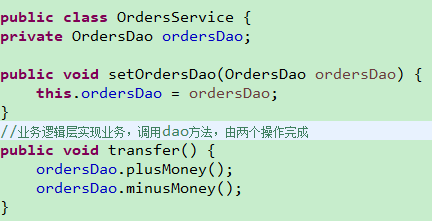 public class OrdersService {
private OrdersDao ordersDao;
public void setOrdersDao(OrdersDao ordersDao) {
this.ordersDao = ordersDao;
}
//业务逻辑层实现业务，调用dao方法，由两个操作完成
public void transfer() {
ordersDao.plusMoney();
ordersDao.minusMoney();
}